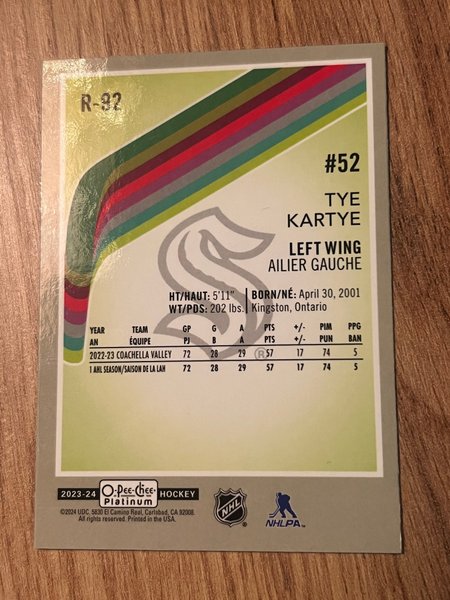 R-92
#52
TYE
KARTYE
LEFT WING
AILIER GAUCHE
HT/HAUT: 5'11" BORN/NÉ: April 30, 2001
WT/PDS: 202 lbs. Kingston, Ontario
YEAR TEAM GP G A PTS +/- PIM PPG
AN ÉQUIPE PJ B A PTS +/- PUN BAN
2022-23 COACHELLA VALLEY 72 28 29 57 17 74 5
1 AHL SEASON/SAISON DE LA LAH 72 28 29 57 17 74 5
®
2023-24 O-Pee-Chee Platinum HOCKEY
©2024 UDC. 5830 El Camino Real, Carlsbad, CA 92008.
All rights reserved. Printed in the USA.
NHL
NHLPA